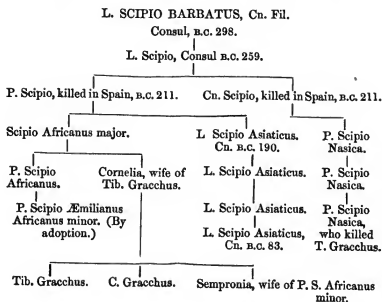 L. SCIPIO BARBATUS, Cn. Fil.
Consul, B.C. 298.
L. Scipio, Consul B.C. 259.
P. Scipio, killed in Spain, B.C. 211.
Cn. Scipio, killed in Spain, B.C. 211.
Scipio Africanus major.
L Scipio Asiaticus.
Cn. B.C. 190.
P. Scipio
Nasica.
P. Scipio
Africanus.
Cornelia, wife of
Tib. Gracchus.
L. Scipio Asiaticus.
P. Scipio
Nasica.
P. Scipio Æmilianus
Africanus minor. (By
adoption.)
L. Scipio Asiaticus.
P. Scipio
Nasica,
who killed
T. Gracchus.
L. Scipio Asiaticus,
Cn. B.C. 83.
Tib. Gracchus.
C. Gracchus.
Sempronia, wife of P. S. Africanus
minor.